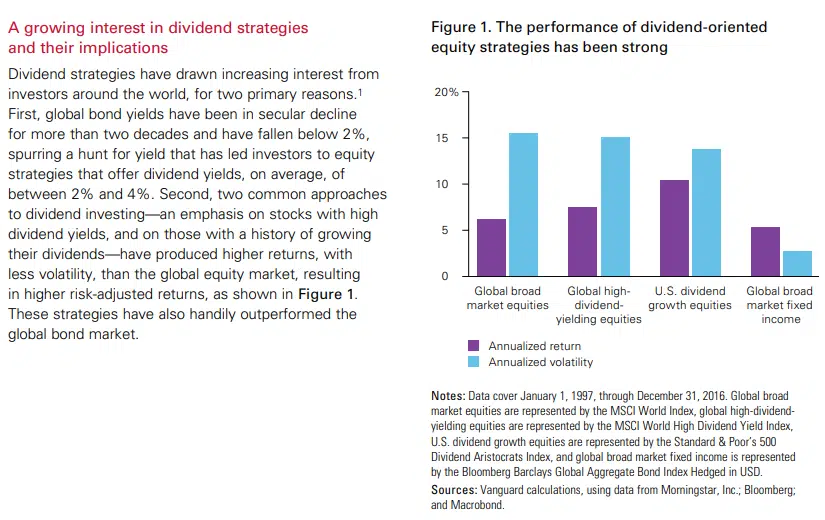 A growing interest in dividend strategies
and their implications
Dividend strategies have drawn increasing interest from
investors around the world, for two primary reasons.¹
First, global bond yields have been in secular decline
for more than two decades and have fallen below 2%,
spurring a hunt for yield that has led investors to equity
strategies that offer dividend yields, on average, of
between 2% and 4%. Second, two common approaches
to dividend investing—an emphasis on stocks with high
dividend yields, and on those with a history of growing
their dividends—have produced higher returns, with
less volatility, than the global equity market, resulting
in higher risk-adjusted returns, as shown in Figure 1.
These strategies have also handily outperformed the
global bond market.
Figure 1. The performance of dividend-oriented
equity strategies has been strong
20%
15
10
5
0
Global broad
market equities
Global high-
dividend-
yielding equities
U.S. dividend
growth equities
Global broad
market fixed
income
Annualized return
Annualized volatility
Notes: Data cover January 1, 1997, through December 31, 2016. Global broad
market equities are represented by the MSCI World Index, global high-dividend-
yielding equities are represented by the MSCI World High Dividend Yield Index,
U.S. dividend growth equities are represented by the Standard & Poor's 500
Dividend Aristocrats Index, and global broad market fixed income is represented
by the Bloomberg Barclays Global Aggregate Bond Index Hedged in USD.
Sources: Vanguard calculations, using data from Morningstar, Inc.; Bloomberg;
and Macrobond.